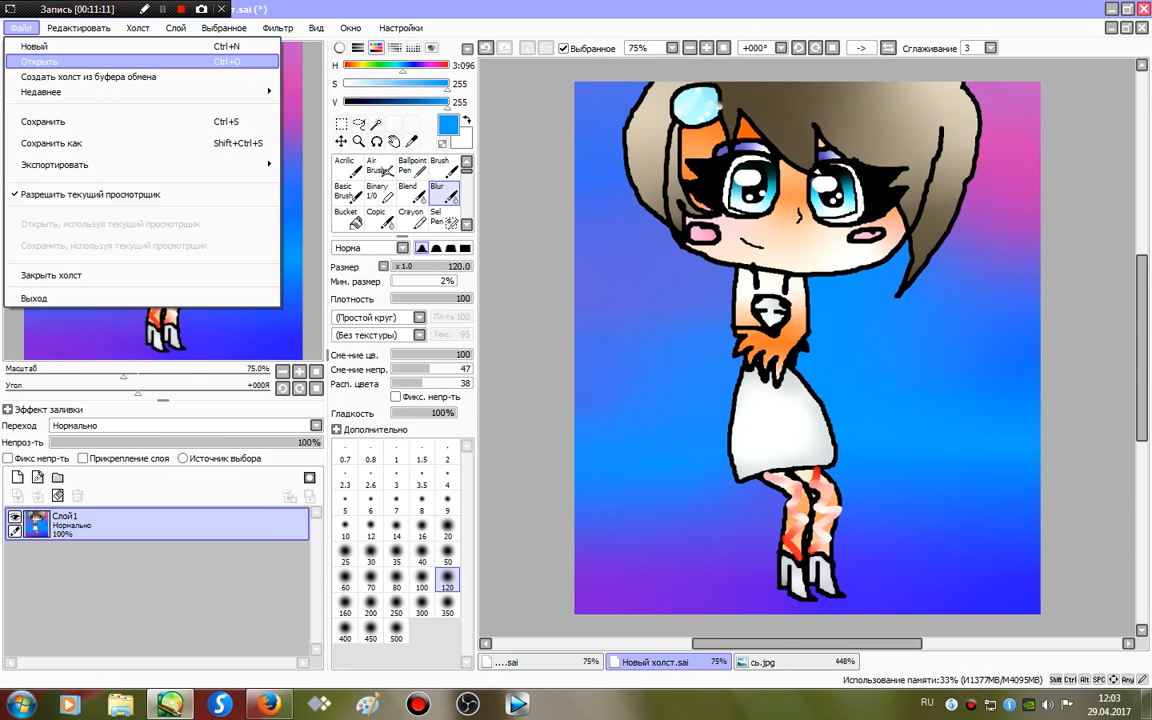 Запись [00:11:11]
ст.sai (*)
Файл Редактировать Холст Слой Выбранное Фильтр Вид Окно Настройки
Новый Ctrl+N
Открыть Ctrl+O
Создать холст из буфера обмена
Недавнее
Сохранить Ctrl+S
Сохранить как Shift+Ctrl+S
Экспортировать
Разрешить текущий просмотрщик
Открыть, используя текущий просмотрщик
Сохранить, используя текущий просмотрщик
Закрыть холст
Выход
Масштаб 75.0%
Угол +000Я
Эффект заливки
Переход Нормально
Непроз-ть 100%
Фикс непр-ть Прикрепление слоя Источник выбора
Слой1
Нормально
100%
H 3:096
S 255
V 255
Acrilic Air Brush Ballpoint Pen Brush
Basic Brush Binary 1/0 Blend Blur
Bucket Copic Crayon Sel Pen
Норма
Размер x 1.0 120.0
Мин. размер 2%
Плотность 100
(Простой круг) Пл-ть 100
(Без текстуры) Текс. 95
Сме-ние цв. 100
Сме-ние непр. 47
Расп. цвета 38
Фикс. непр-ть
Гладкость 100%
Дополнительно
0.7 0.8 1 1.5 2
2.3 2.6 3 3.5 4
5 6 7 8 9
10 12 14 16 20
25 30 35 40 50
60 70 80 100 120
160 200 250 300 350
400 450 500
Выбранное 75% +000° -> Сглаживание 3
....sai 75% Новый холст.sai 75% сь.jpg 448%
Использование памяти:33% (И1377MB/М4095MB) Shift Ctrl Alt SPC Any
RU 12:03
29.04.2017